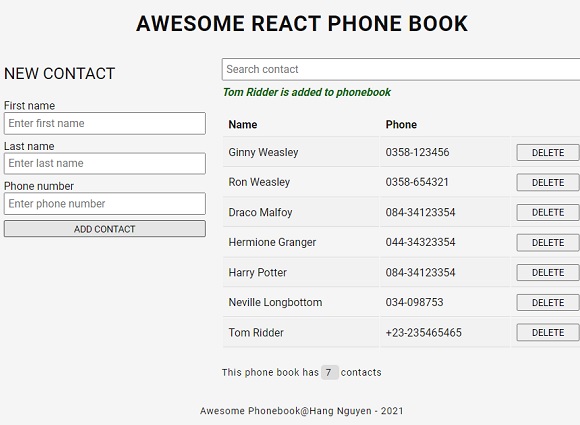 AWESOME REACT PHONE BOOK
NEW CONTACT
First name
Enter first name
Last name
Enter last name
Phone number
Enter phone number
ADD CONTACT
Search contact
Tom Ridder is added to phonebook
Name Phone
Ginny Weasley 0358-123456 DELETE
Ron Weasley 0358-654321 DELETE
Draco Malfoy 084-34123354 DELETE
Hermione Granger 044-34323354 DELETE
Harry Potter 084-34123354 DELETE
Neville Longbottom 034-098753 DELETE
Tom Ridder +23-235465465 DELETE
This phone book has 7 contacts
Awesome Phonebook@Hang Nguyen - 2021